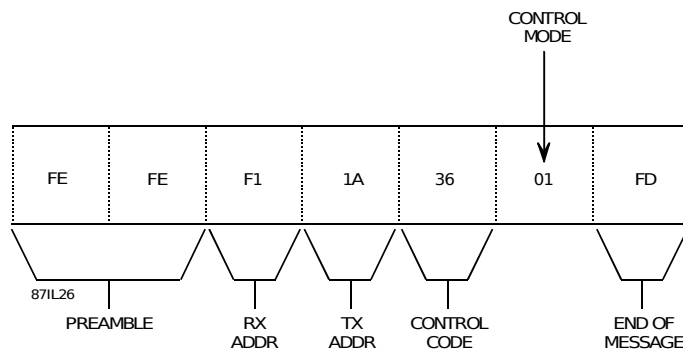 CONTROL
MODE
FE FE F1 1A 36 01 FD
87IL26
PREAMBLE RX TX CONTROL END OF
ADDR ADDR CODE MESSAGE